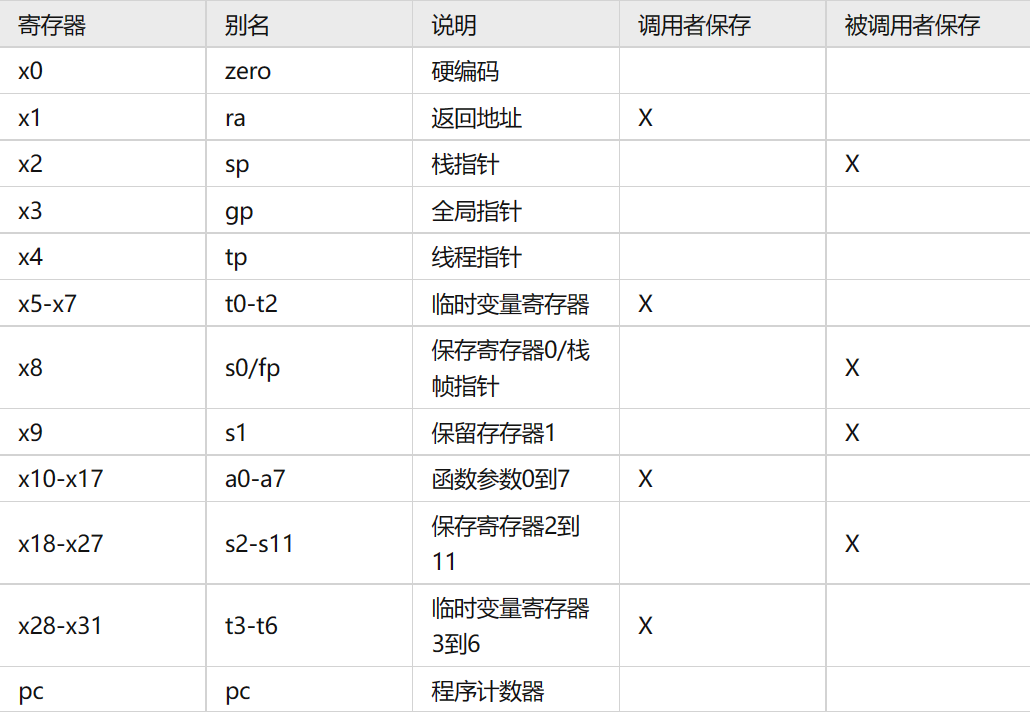 寄存器 别名 说明 调用者保存 被调用者保存
x0 zero 硬编码
x1 ra 返回地址 X
x2 sp 栈指针 X
x3 gp 全局指针
x4 tp 线程指针
x5-x7 t0-t2 临时变量寄存器 X
x8 s0/fp 保存寄存器0/栈
帧指针 X
x9 s1 保留存存器1 X
x10-x17 a0-a7 函数参数0到7 X
x18-x27 s2-s11 保存寄存器2到
11 X
x28-x31 t3-t6 临时变量寄存器
3到6 X
pc pc 程序计数器